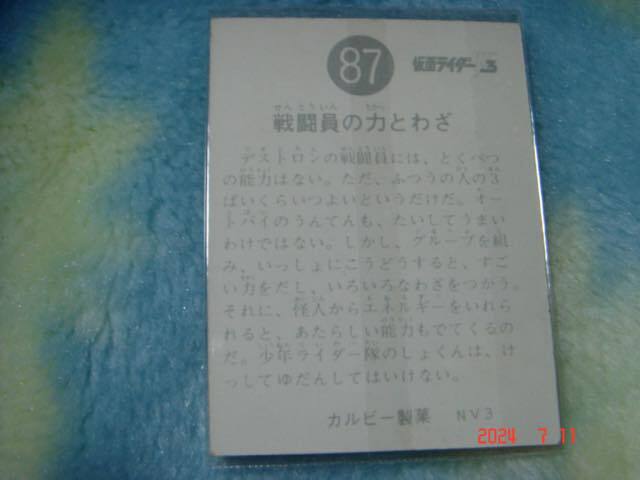 87
仮面ライダーV3
戦闘員の力とわざ
デストロンの戦闘員には、とくべつ
の能力はない。ただ、ふつうの人の3
ばいくらいつよいというだけだ。オー
トバイのうんてんも、たいしてうまい
わけではない。しかし、グループを組
み、いっしょにこうどうすると、すご
い力をだし、いろいろなわざをつかう。
それに、怪人からエネルギーをいれら
れると、あたらしい能力もでてくるの
だ。少年ライダー隊のしょくんは、け
っしてゆだんしてはいけない。
カルビー製菓 NV3
2024 7 11